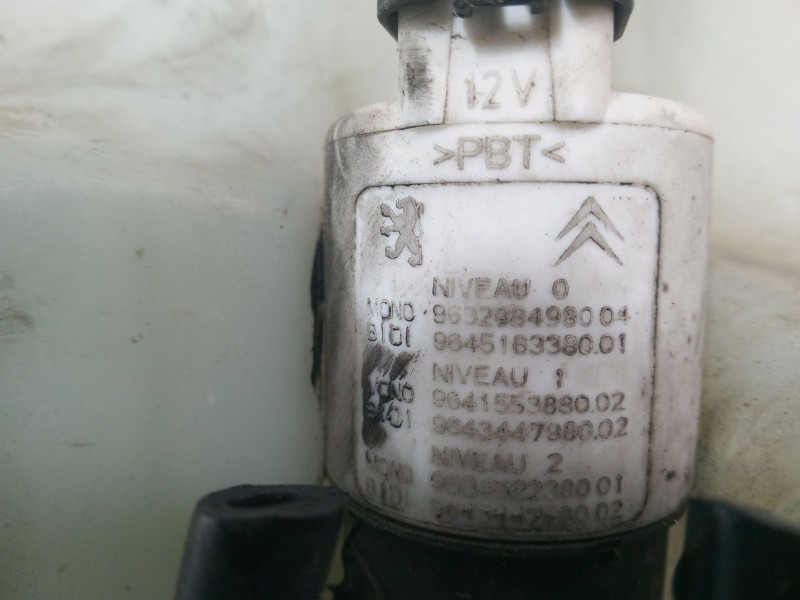 12V
>PBT<
NIVEAU 0
MONO 9632984980 04
BIDI 9645163380.01
NIVEAU 1
MONO 9641553880.02
BIDI 9643447980.02
NIVEAU 2
MONO
BIDI